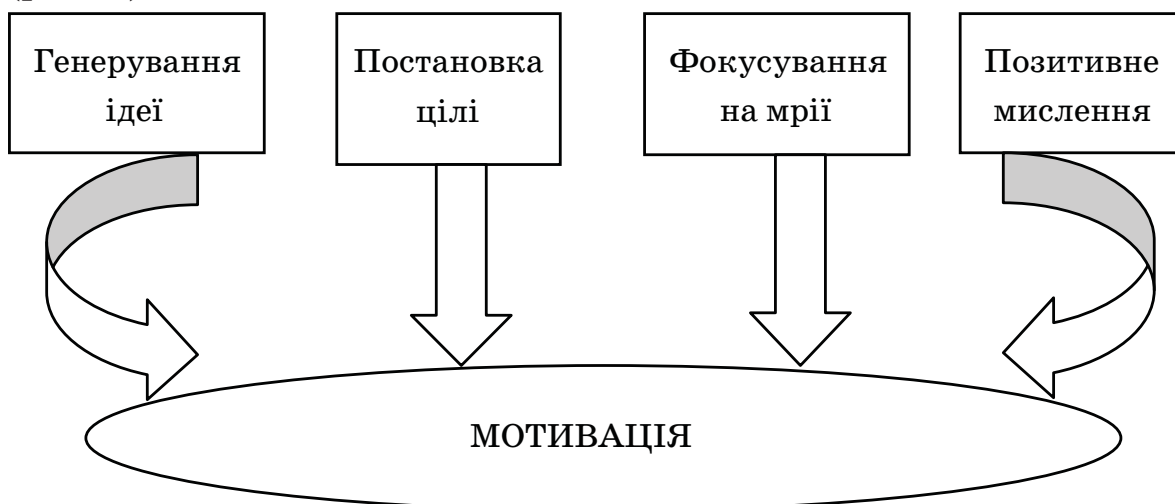 Генерування
ідеї
Постановка
цілі
Фокусування
на мрії
Позитивне
мислення
МОТИВАЦІЯ